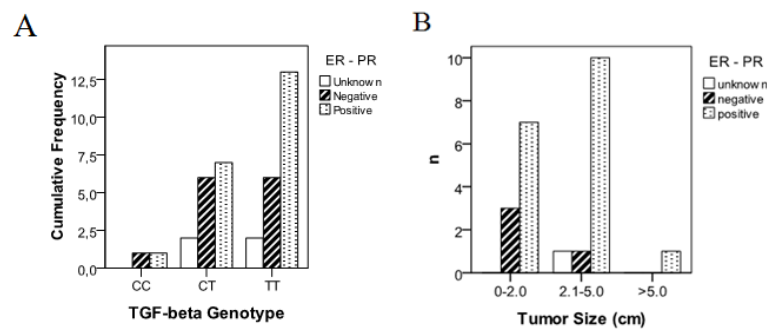 A
Cumulative Frequency
12,5
10,0
7,5
5,0
2,5
0,0
CC CT TT
TGF-beta Genotype
ER - PR
Unknown
Negative
Positive
B
n
10
8
6
4
2
0
0-2.0 2.1-5.0 >5.0
Tumor Size (cm)
ER - PR
unknown
negative
positive